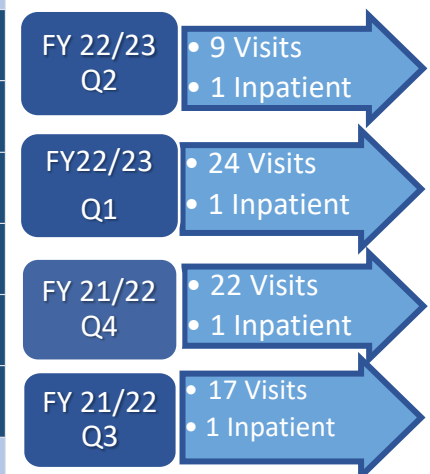 FY 22/23
Q2
• 9 Visits
• 1 Inpatient
FY22/23
Q1
• 24 Visits
• 1 Inpatient
FY 21/22
Q4
• 22 Visits
• 1 Inpatient
FY 21/22
Q3
• 17 Visits
• 1 Inpatient